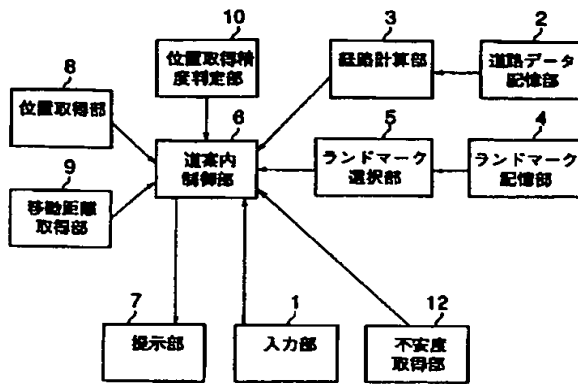 10
位置取得精
度判定部
3
経路計算部
2
道路データ
記憶部
8
位置取得部
6
道案内
制御部
5
ランドマーク
選択部
4
ランドマーク
記憶部
9
移動距離
取得部
7
提示部
1
入力部
12
不安度
取得部